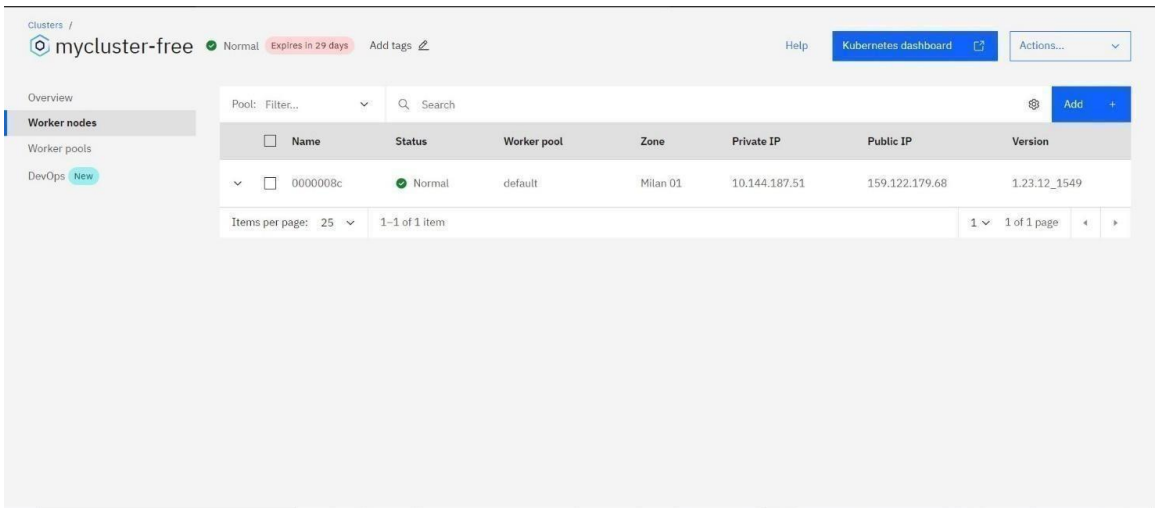 Clusters /
mycluster-free Normal Expires in 29 days Add tags Help Kubernetes dashboard Actions...
Overview
Worker nodes
Worker pools
DevOps New
Pool: Filter... Search Add +
Name Status Worker pool Zone Private IP Public IP Version
0000008c Normal default Milan 01 10.144.187.51 159.122.179.68 1.23.12_1549
Items per page: 25 1–1 of 1 item 1 1 of 1 page